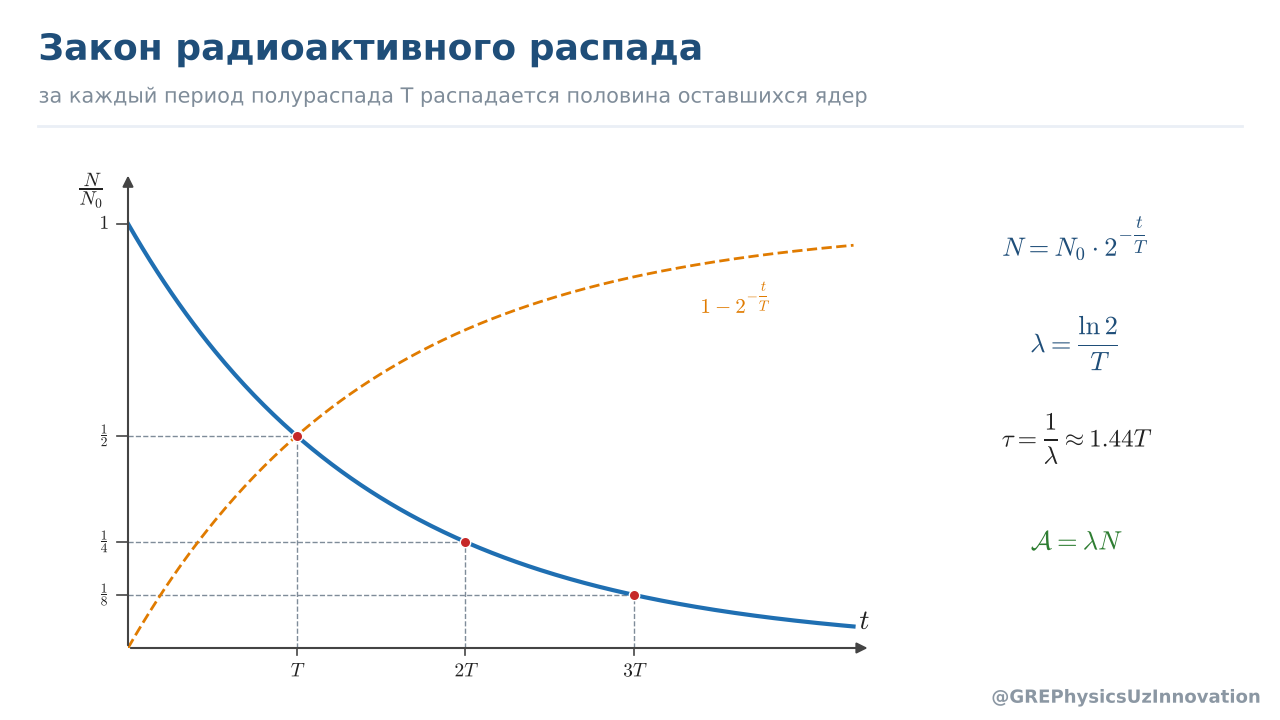 Закон радиоактивного распада
за каждый период полураспада T распадается половина оставшихся ядер
N/N₀
1
1/2
1/4
1/8
T
2T
3T
t
1 − 2^(−t/T)
N = N₀ · 2^(−t/T)
λ = ln 2/T
τ = 1/λ ≈ 1.44T
𝒜 = λN
@GREPhysicsUzInnovation